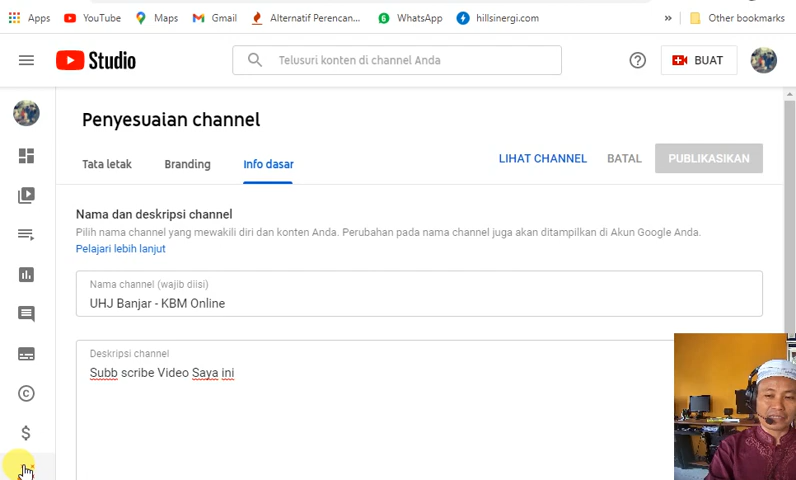 Apps YouTube Maps Gmail Alternatif Perencan... WhatsApp hillsinergi.com » Other bookmarks
Studio Telusuri konten di channel Anda ? BUAT
Penyesuaian channel
Tata letak Branding Info dasar LIHAT CHANNEL BATAL PUBLIKASIKAN
Nama dan deskripsi channel
Pilih nama channel yang mewakili diri dan konten Anda. Perubahan pada nama channel juga akan ditampilkan di Akun Google Anda.
Pelajari lebih lanjut
Nama channel (wajib diisi)
UHJ Banjar - KBM Online
Deskripsi channel
Subb scribe Video Saya ini